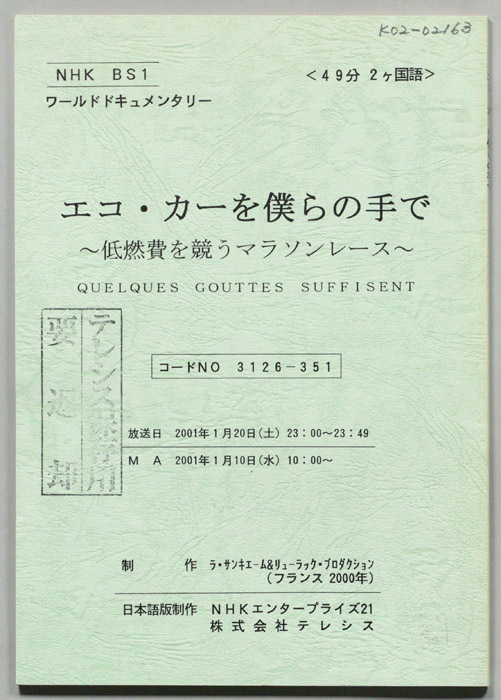 K02-02163
NHK BS1
<49分 2ヶ国語>
ワールドドキュメンタリー
エコ・カーを僕らの手で
～低燃費を競うマラソンレース～
QUELQUES GOUTTES SUFFISENT
テレシス保存用
要返却
コードNO 3126-351
放送日 2001年1月20日(土) 23:00～23:49
MA 2001年1月10日(水) 10:00～
制作 ラ・サンキエーム&リューラック・プロダクション
(フランス 2000年)
日本語版制作 NHKエンタープライズ21
株式会社テレシス